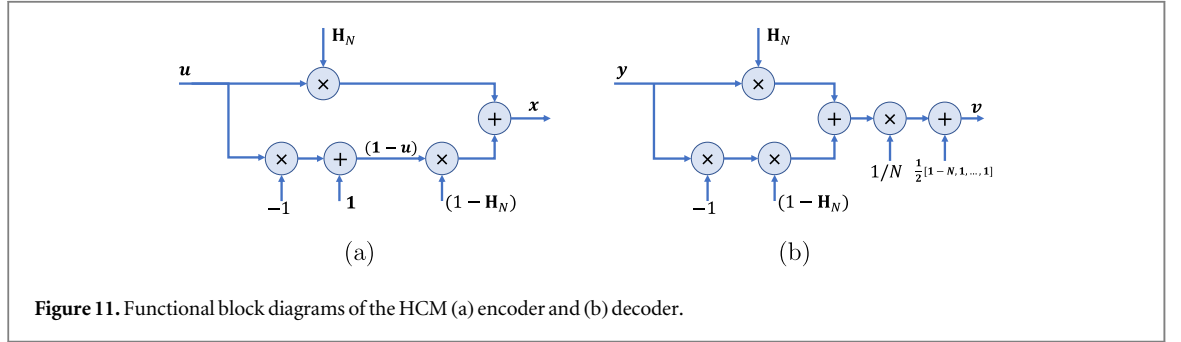 H_N
H_N
u
×
y
×
x
v
+
+
×
+
×
+
(1 − u)
×
×
×
1/N
½[1 − N, 1, ..., 1]
−1
1
(1 − H_N)
−1
(1 − H_N)
(a)
(b)
Figure 11. Functional block diagrams of the HCM (a) encoder and (b) decoder.